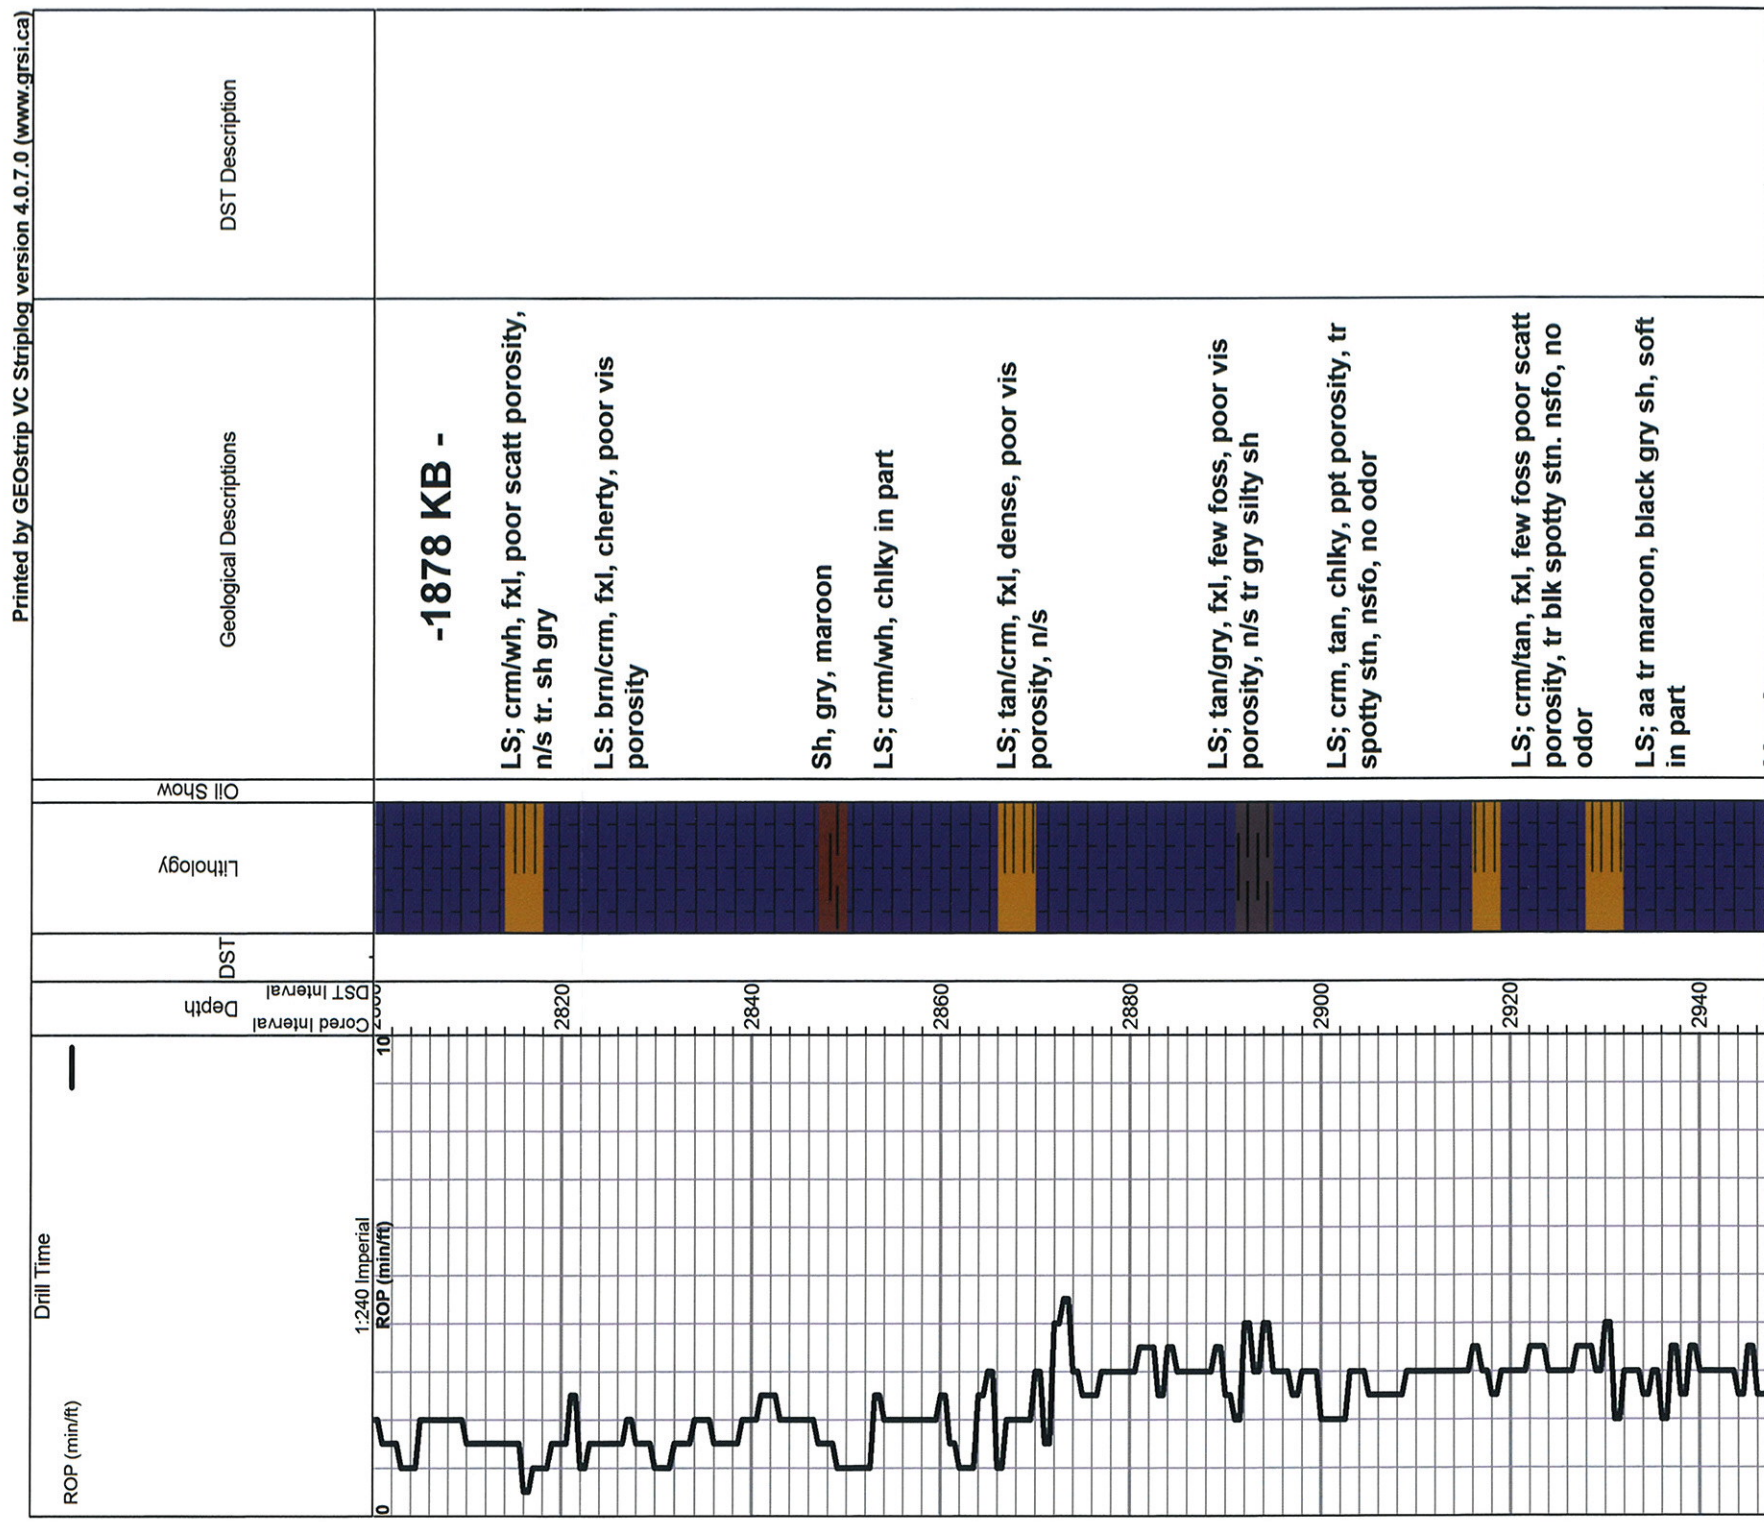 Printed by GEOstrip VC Striplog version 4.0.7.0 (www.grsi.ca)
Drill Time
ROP (min/ft)
Depth
Cored Interval
DST Interval
DST
Lithology
Oil Show
Geological Descriptions
DST Description
1:240 Imperial
0
ROP (min/ft)
10
-1878 KB -
LS; crm/wh, fxl, poor scatt porosity,
n/s tr. sh gry
2820
LS: brn/crm, fxl, cherty, poor vis
porosity
2840
Sh, gry, maroon
LS; crm/wh, chlky in part
2860
LS; tan/crm, fxl, dense, poor vis
porosity, n/s
2880
LS; tan/gry, fxl, few foss, poor vis
porosity, n/s tr gry silty sh
2900
LS; crm, tan, chlky, ppt porosity, tr
spotty stn, nsfo, no odor
2920
LS; crm/tan, fxl, few foss poor scatt
porosity, tr blk spotty stn. nsfo, no
odor
LS; aa tr maroon, black gry sh, soft
in part
2940